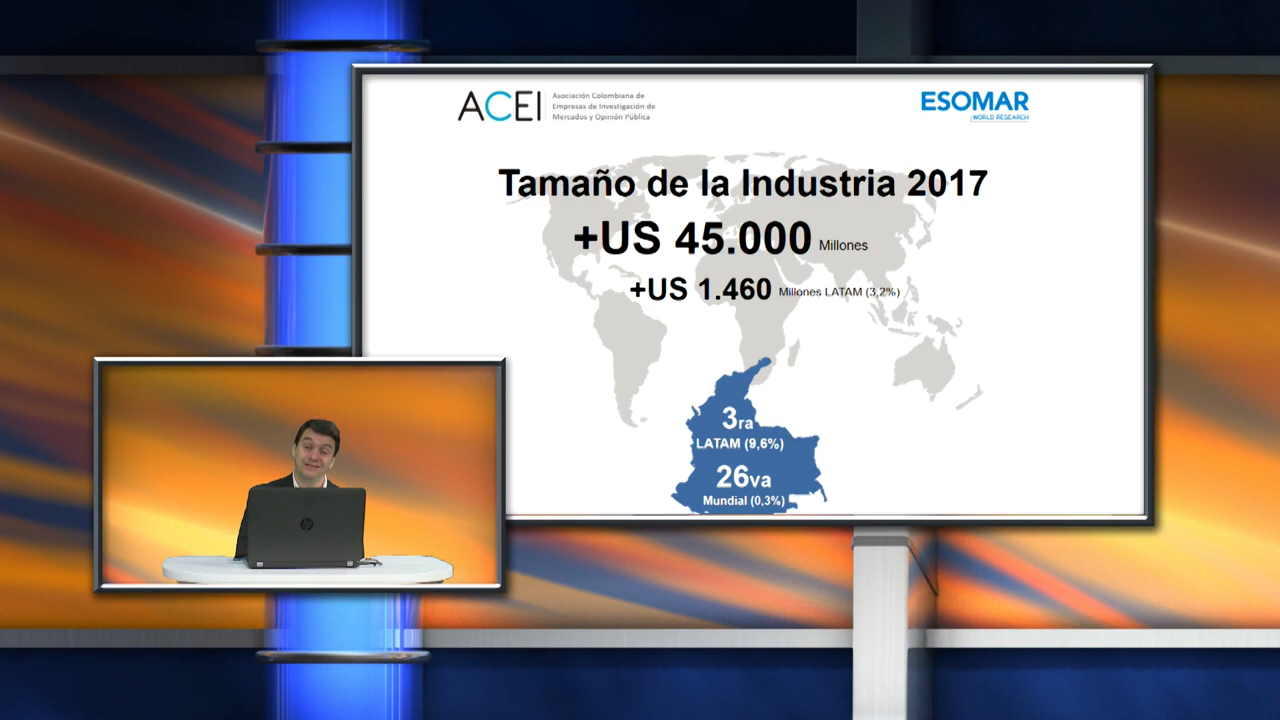 ACEI
Asociación Colombiana de
Empresas de Investigación de
Mercados y Opinión Pública
ESOMAR
WORLD RESEARCH
Tamaño de la Industria 2017
+US 45.000 Millones
+US 1.460 Millones LATAM (3,2%)
3ra
LATAM (9,6%)
26va
Mundial (0,3%)
hp